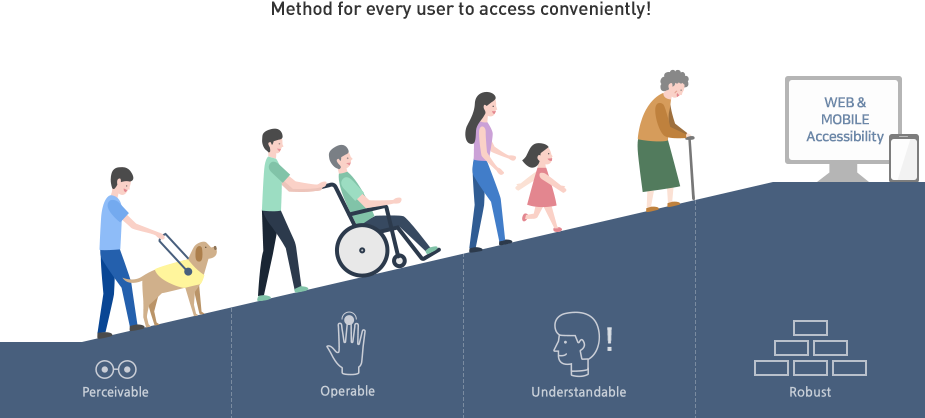 Method for every user to access conveniently!
WEB &
MOBILE
Accessibility
Perceivable
Operable
Understandable
Robust